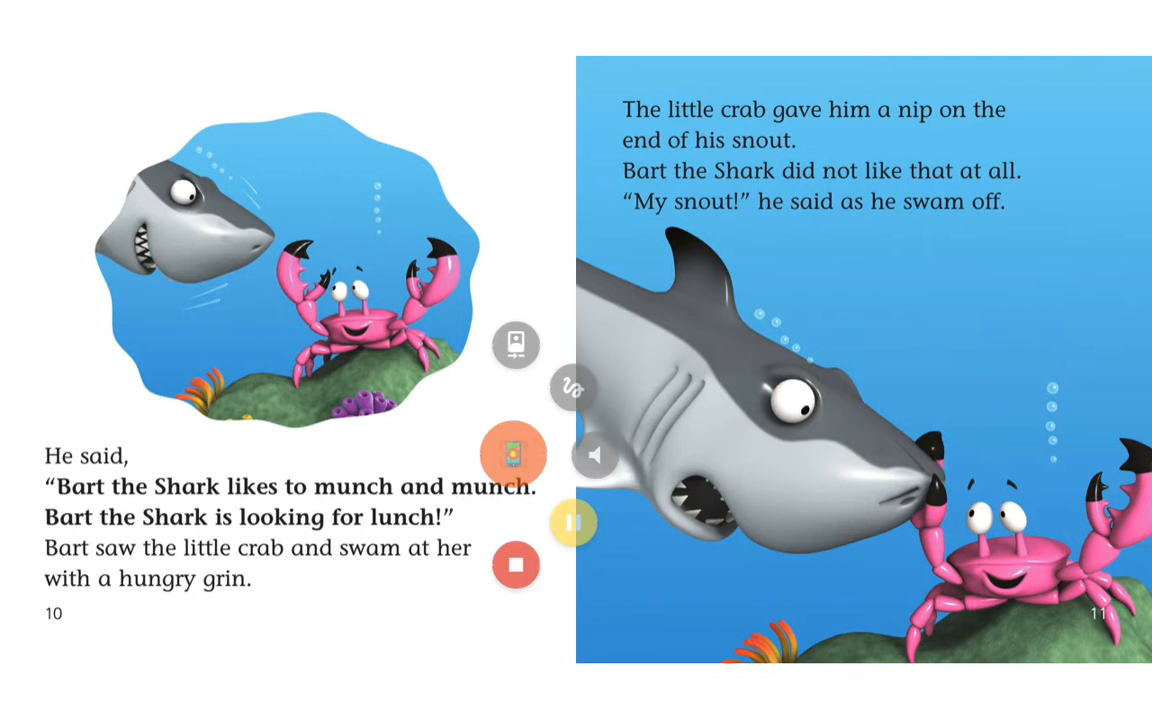 He said,
“Bart the Shark likes to munch and munch.
Bart the Shark is looking for lunch!”
Bart saw the little crab and swam at her
with a hungry grin.
10
The little crab gave him a nip on the
end of his snout.
Bart the Shark did not like that at all.
“My snout!” he said as he swam off.
11